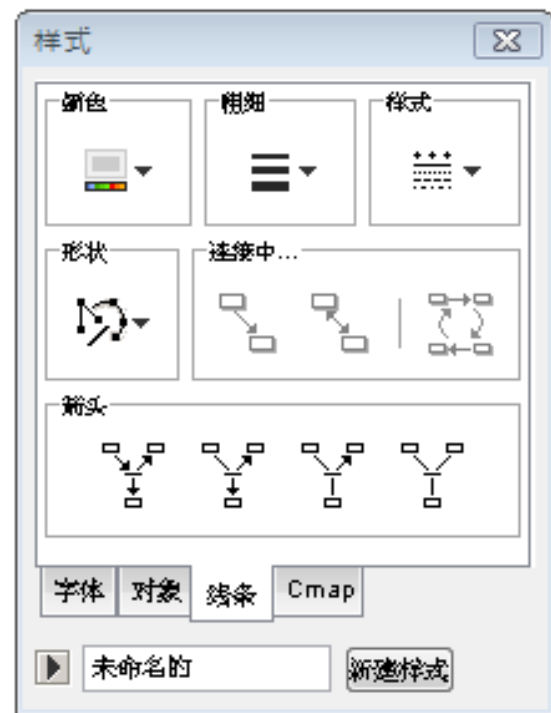 样式
颜色 粗细 样式
形状 连接中...
箭头
字体 对象 线条 Cmap
未命名的 新建样式